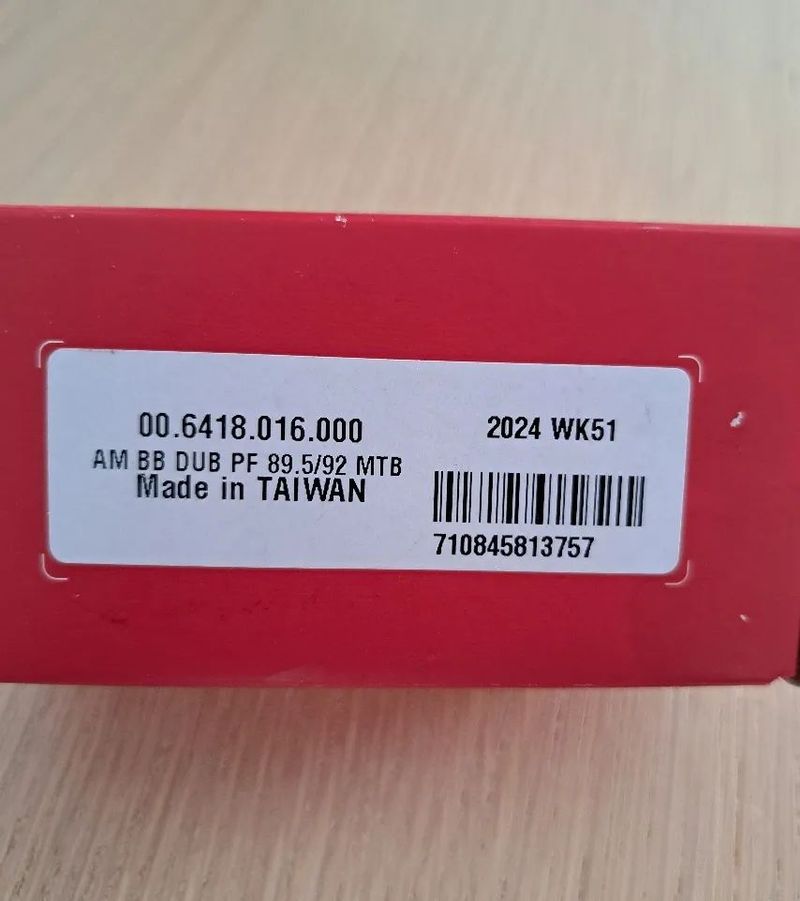 00.6418.016.000
AM BB DUB PF 89.5/92 MTB
Made in TAIWAN
2024 WK51
710845813757